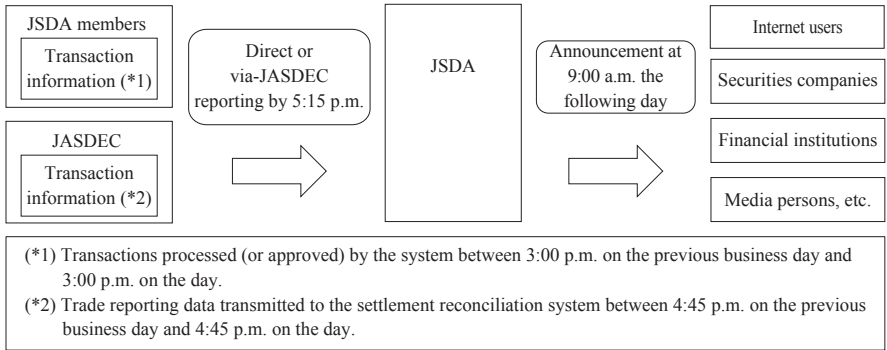 JSDA members
Transaction
information (*1)
JASDEC
Transaction
information (*2)
Direct or
via-JASDEC
reporting by 5:15 p.m.
JSDA
Announcement at
9:00 a.m. the
following day
Internet users
Securities companies
Financial institutions
Media persons, etc.
(*1) Transactions processed (or approved) by the system between 3:00 p.m. on the previous business day and
3:00 p.m. on the day.
(*2) Trade reporting data transmitted to the settlement reconciliation system between 4:45 p.m. on the previous
business day and 4:45 p.m. on the day.